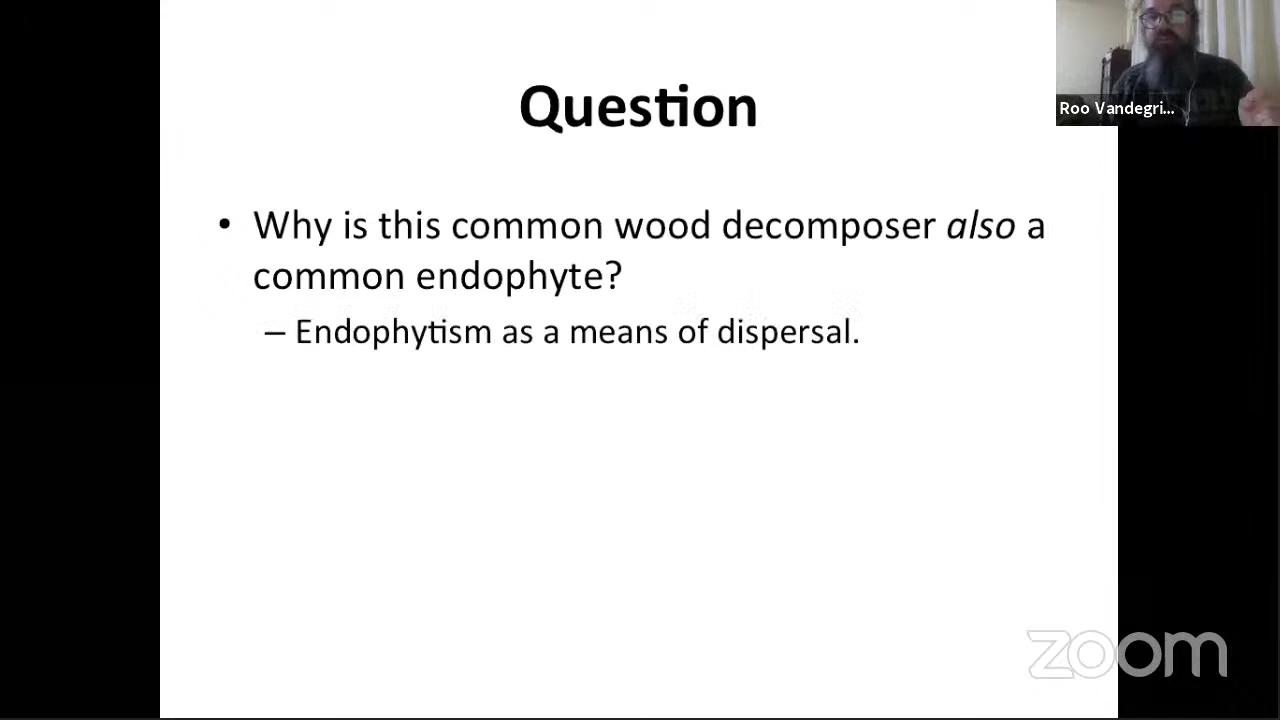 Question
Roo Vandegri...
• Why is this common wood decomposer also a
common endophyte?
– Endophytism as a means of dispersal.
zoom